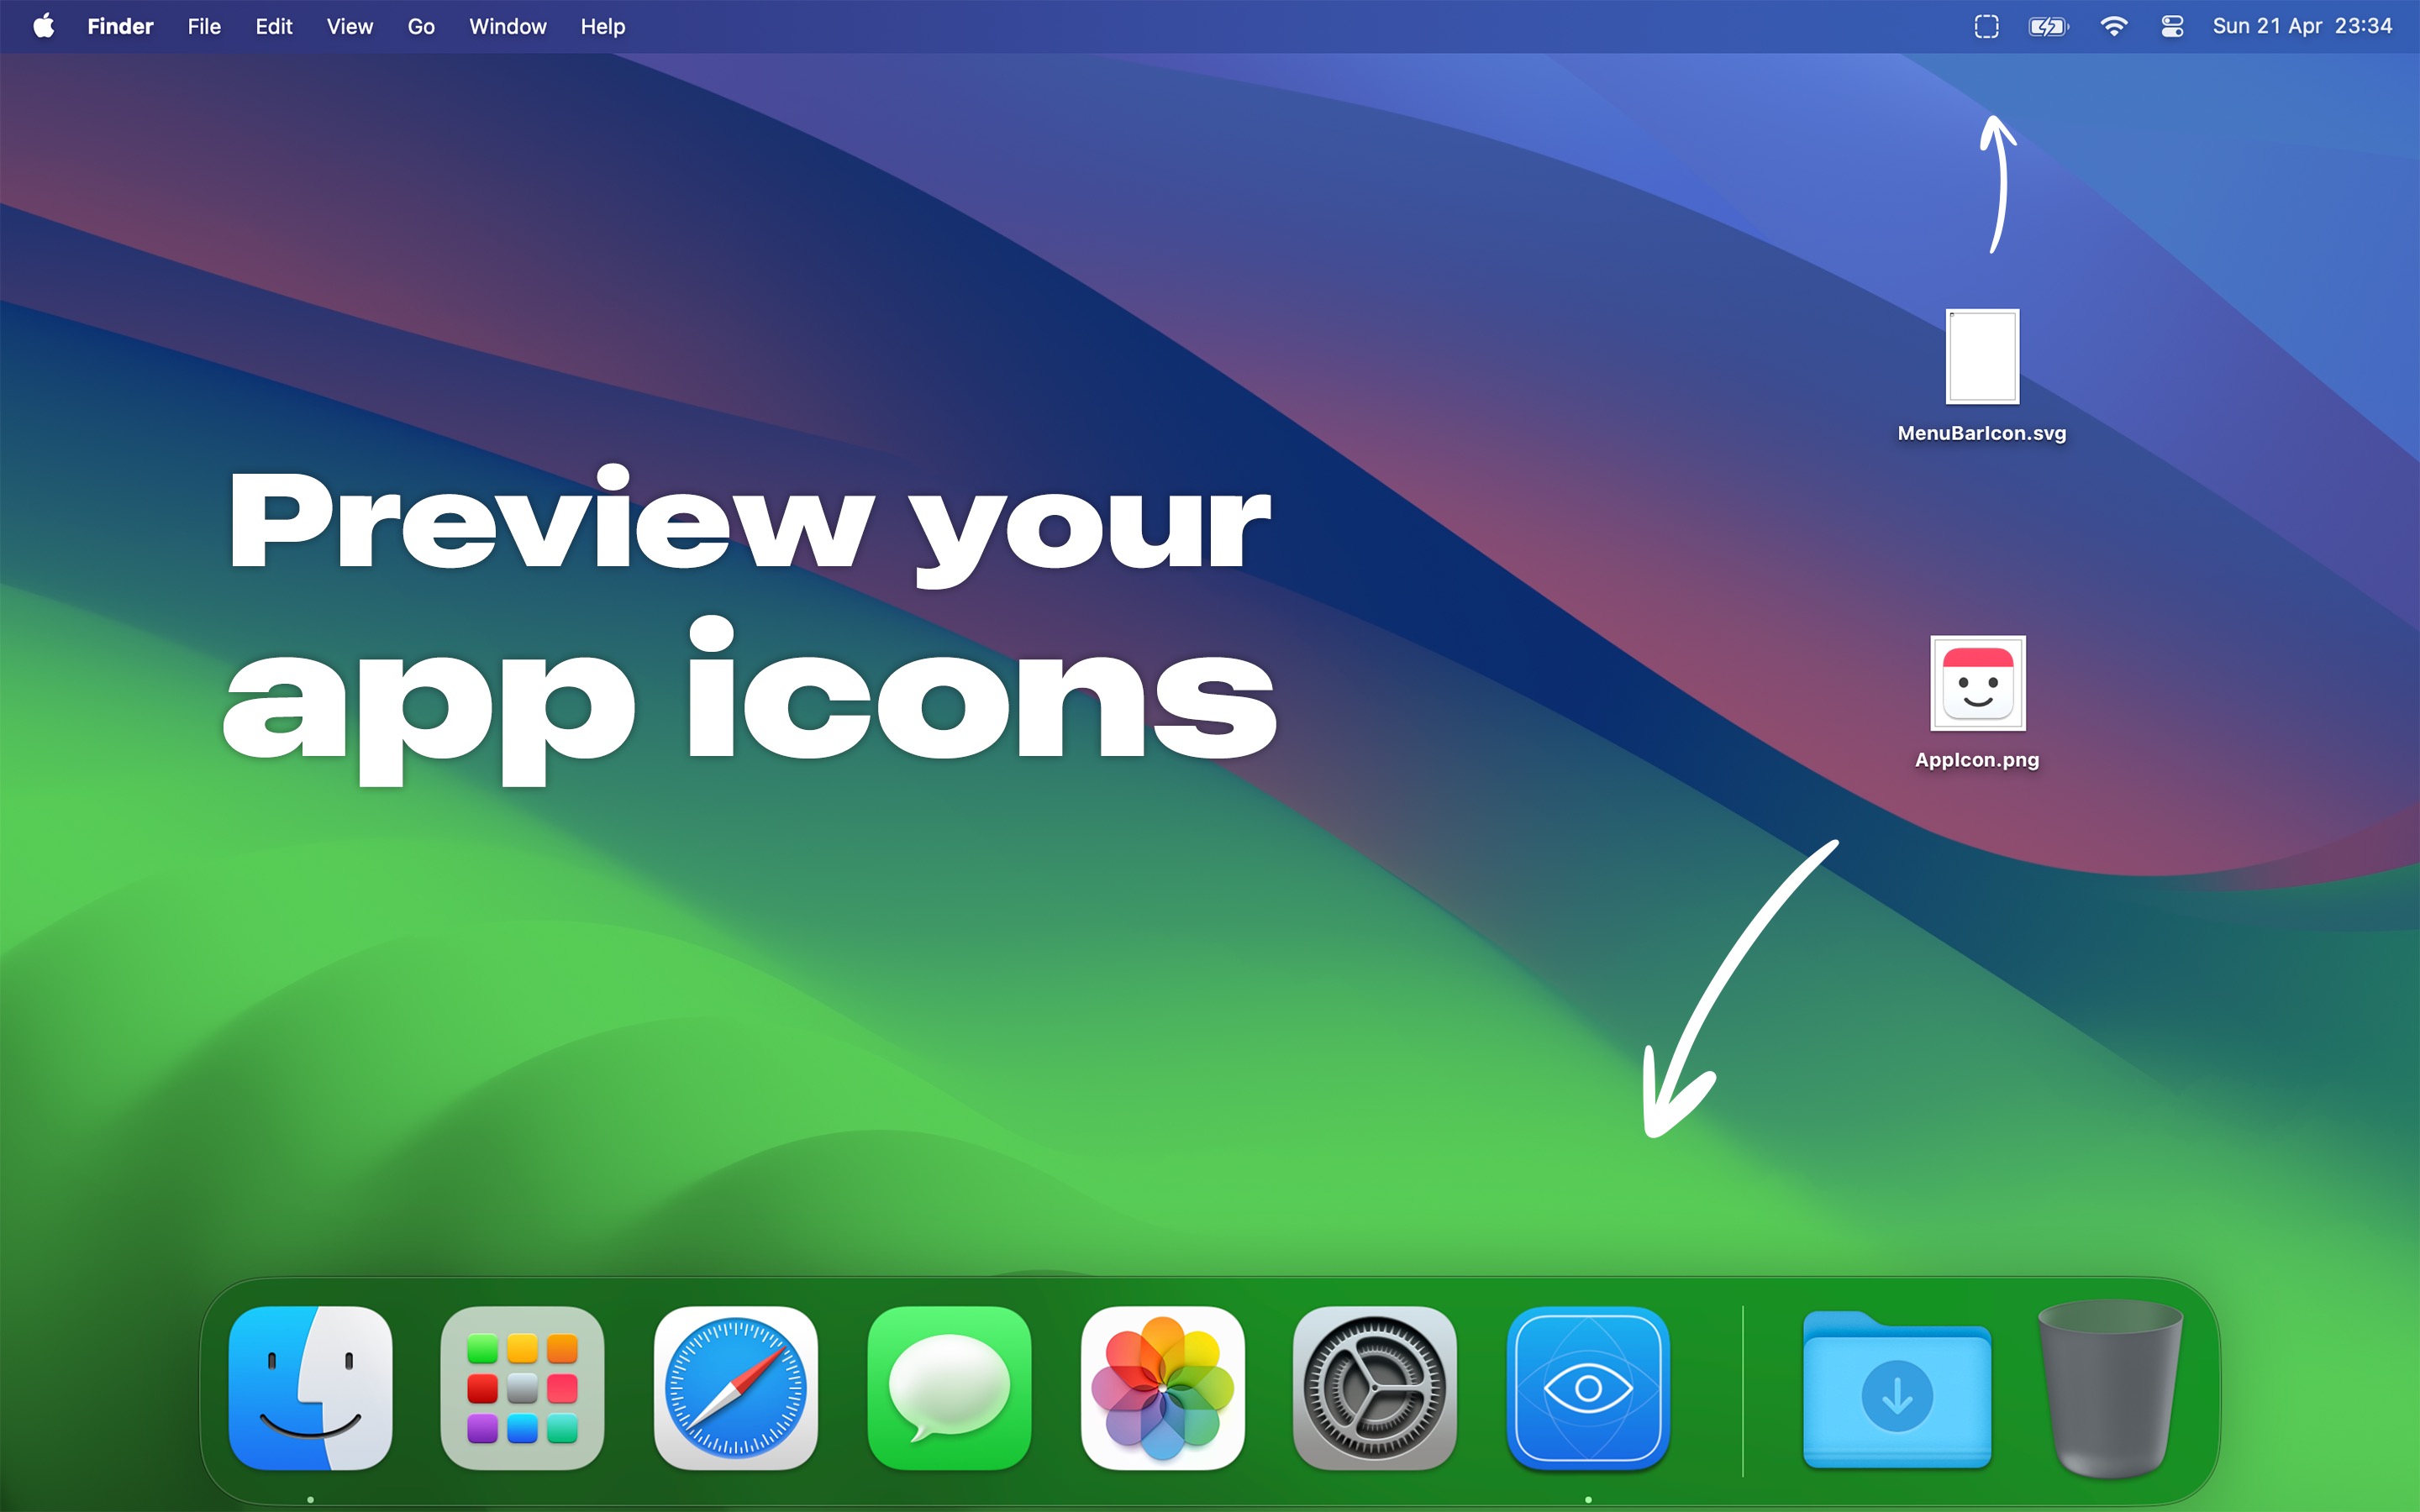 Finder File Edit View Go Window Help Sun 21 Apr 23:34
MenuBarIcon.svg
Preview your
app icons
AppIcon.png